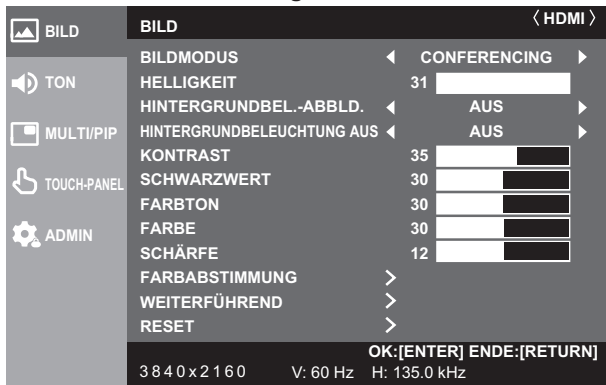 BILD
TON
MULTI/PIP
TOUCH-PANEL
ADMIN
BILD 〈 HDMI 〉
BILDMODUS CONFERENCING
HELLIGKEIT 31
HINTERGRUNDBEL.-ABBLD. AUS
HINTERGRUNDBELEUCHTUNG AUS AUS
KONTRAST 35
SCHWARZWERT 30
FARBTON 30
FARBE 30
SCHÄRFE 12
FARBABSTIMMUNG
WEITERFÜHREND
RESET
OK:[ENTER] ENDE:[RETURN]
3840x2160 V: 60 Hz H: 135.0 kHz